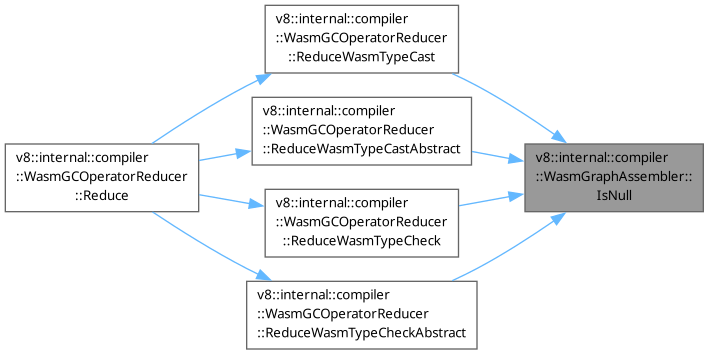 v8::internal::compiler
::WasmGCOperatorReducer
::ReduceWasmTypeCast
v8::internal::compiler
::WasmGCOperatorReducer
::ReduceWasmTypeCastAbstract
v8::internal::compiler
::WasmGCOperatorReducer
::Reduce
v8::internal::compiler
::WasmGraphAssembler::
IsNull
v8::internal::compiler
::WasmGCOperatorReducer
::ReduceWasmTypeCheck
v8::internal::compiler
::WasmGCOperatorReducer
::ReduceWasmTypeCheckAbstract